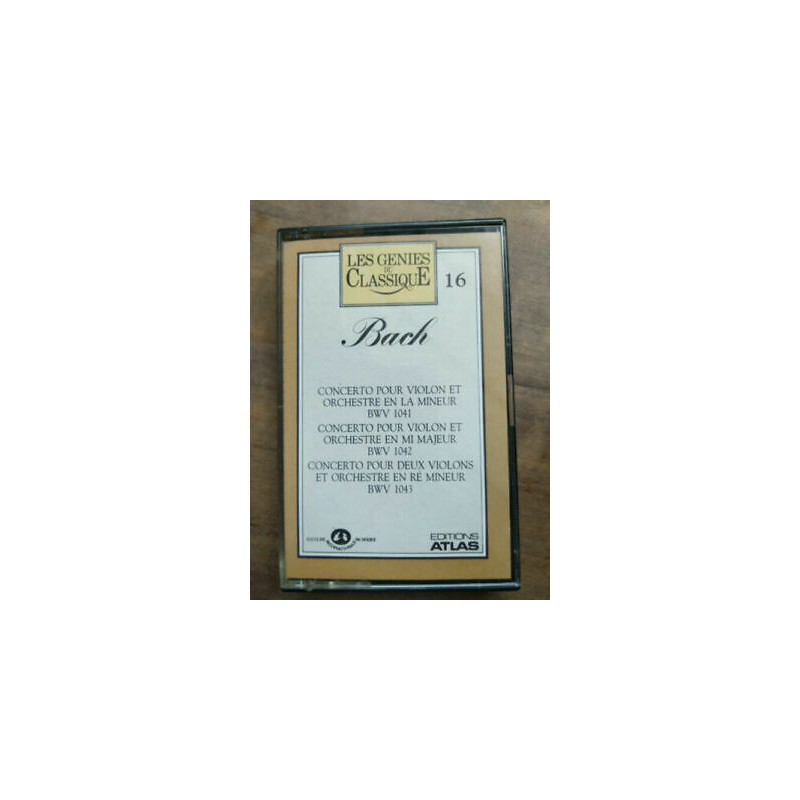 LES GENIES
DU
CLASSIQUE
16
Bach
CONCERTO POUR VIOLON ET
ORCHESTRE EN LA MINEUR
BWV 1041
CONCERTO POUR VIOLON ET
ORCHESTRE EN MI MAJEUR
BWV 1042
CONCERTO POUR DEUX VIOLONS
ET ORCHESTRE EN RÉ MINEUR
BWV 1043
EDITIONS
ATLAS